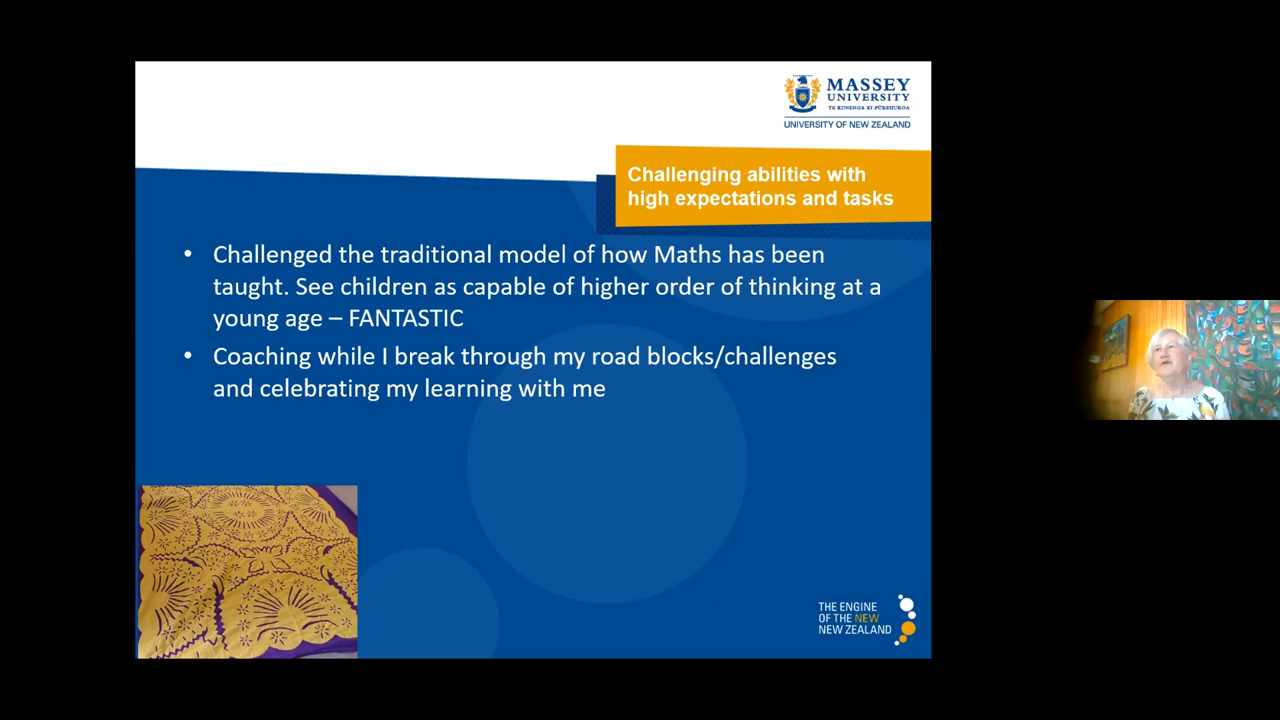 MASSEY
UNIVERSITY
TE KUNENGA KI PŪREHUROA
UNIVERSITY OF NEW ZEALAND
Challenging abilities with
high expectations and tasks
• Challenged the traditional model of how Maths has been
taught. See children as capable of higher order of thinking at a
young age – FANTASTIC
• Coaching while I break through my road blocks/challenges
and celebrating my learning with me
THE ENGINE
OF THE NEW
NEW ZEALAND